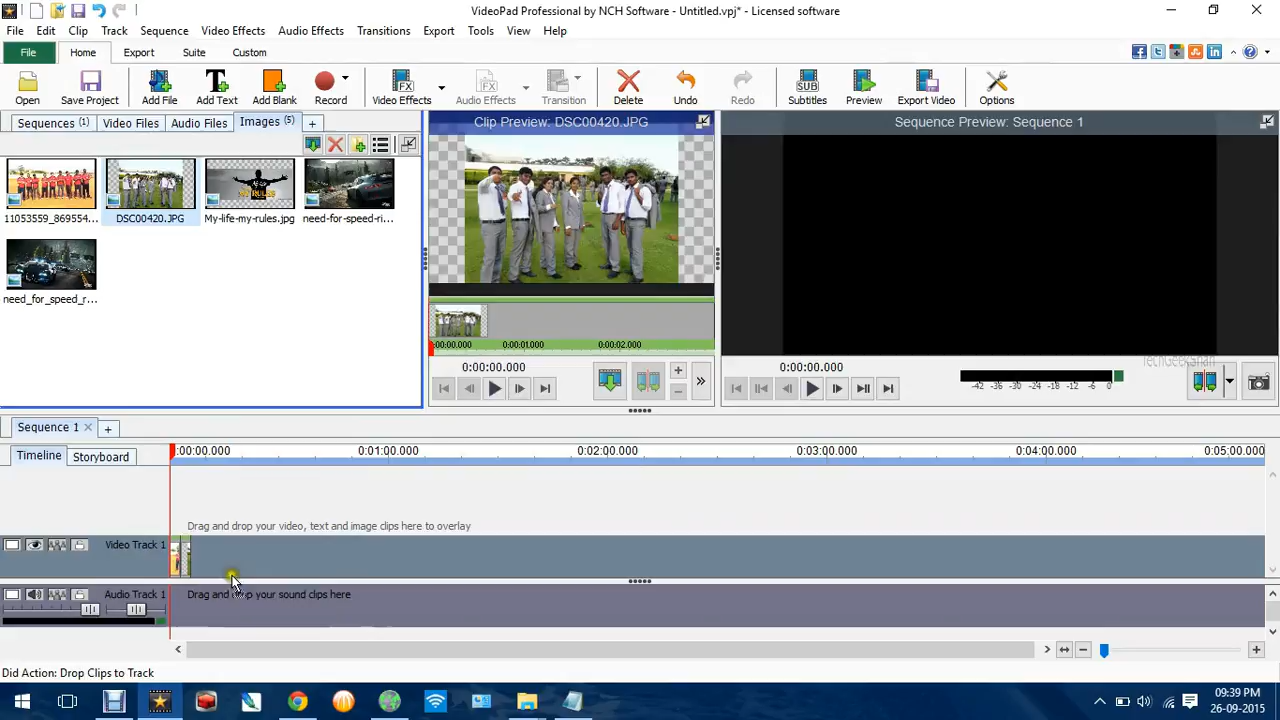 VideoPad Professional by NCH Software - Untitled.vpj* - Licensed software
File Edit Clip Track Sequence Video Effects Audio Effects Transitions Export Tools View Help
File Home Export Suite Custom
Open Save Project Add File Add Text Add Blank Record Video Effects Audio Effects Transition Delete Undo Redo Subtitles Preview Export Video Options
Sequences (1) Video Files Audio Files Images (5) +
Clip Preview: DSC00420.JPG
Sequence Preview: Sequence 1
11053559_869554... DSC00420.JPG My-life-my-rules.jpg need-for-speed-ri...
need_for_speed_r...
:00:00.000 0:00:01.000 0:00:02.000
0:00:00.000
0:00:00.000
-42 -36 -30 -24 -18 -12 -6 0
TechGeekShan
Sequence 1 +
Timeline Storyboard
:00:00.000 0:01:00.000 0:02:00.000 0:03:00.000 0:04:00.000 0:05:00.000
Drag and drop your video, text and image clips here to overlay
Video Track 1
Audio Track 1
Drag and drop your sound clips here
Did Action: Drop Clips to Track
09:39 PM
26-09-2015